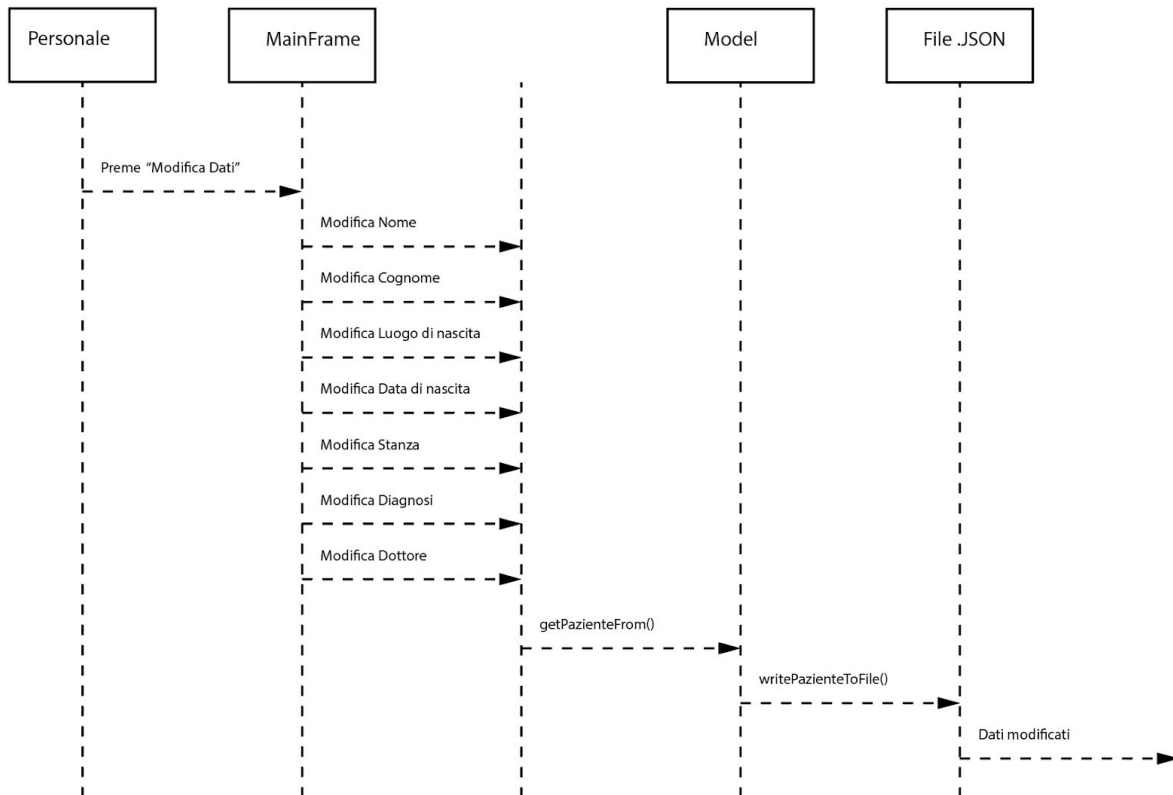 Personale
MainFrame
Model
File .JSON
Preme “Modifica Dati”
Modifica Nome
Modifica Cognome
Modifica Luogo di nascita
Modifica Data di nascita
Modifica Stanza
Modifica Diagnosi
Modifica Dottore
getPazienteFrom()
writePazienteToFile()
Dati modificati